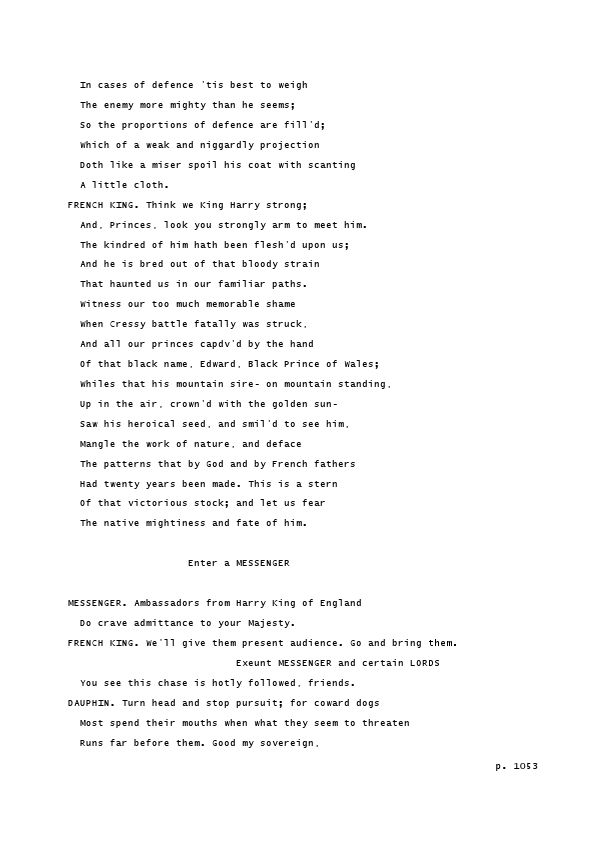 In cases of defence 'tis best to weigh
The enemy more mighty than he seems;
So the proportions of defence are fill'd;
Which of a weak and niggardly projection
Doth like a miser spoil his coat with scanting
A little cloth.
FRENCH KING. Think we King Harry strong;
And, Princes, look you strongly arm to meet him.
The kindred of him hath been flesh'd upon us;
And he is bred out of that bloody strain
That haunted us in our familiar paths.
Witness our too much memorable shame
When Cressy battle fatally was struck,
And all our princes capdv'd by the hand
Of that black name, Edward, Black Prince of Wales;
Whiles that his mountain sire- on mountain standing,
Up in the air, crown'd with the golden sun-
Saw his heroical seed, and smil'd to see him,
Mangle the work of nature, and deface
The patterns that by God and by French fathers
Had twenty years been made. This is a stern
Of that victorious stock; and let us fear
The native mightiness and fate of him.
Enter a MESSENGER
MESSENGER. Ambassadors from Harry King of England
Do crave admittance to your Majesty.
FRENCH KING. We'll give them present audience. Go and bring them.
Exeunt MESSENGER and certain LORDS
You see this chase is hotly followed, friends.
DAUPHIN. Turn head and stop pursuit; for coward dogs
Most spend their mouths when what they seem to threaten
Runs far before them. Good my sovereign,
p. 1053